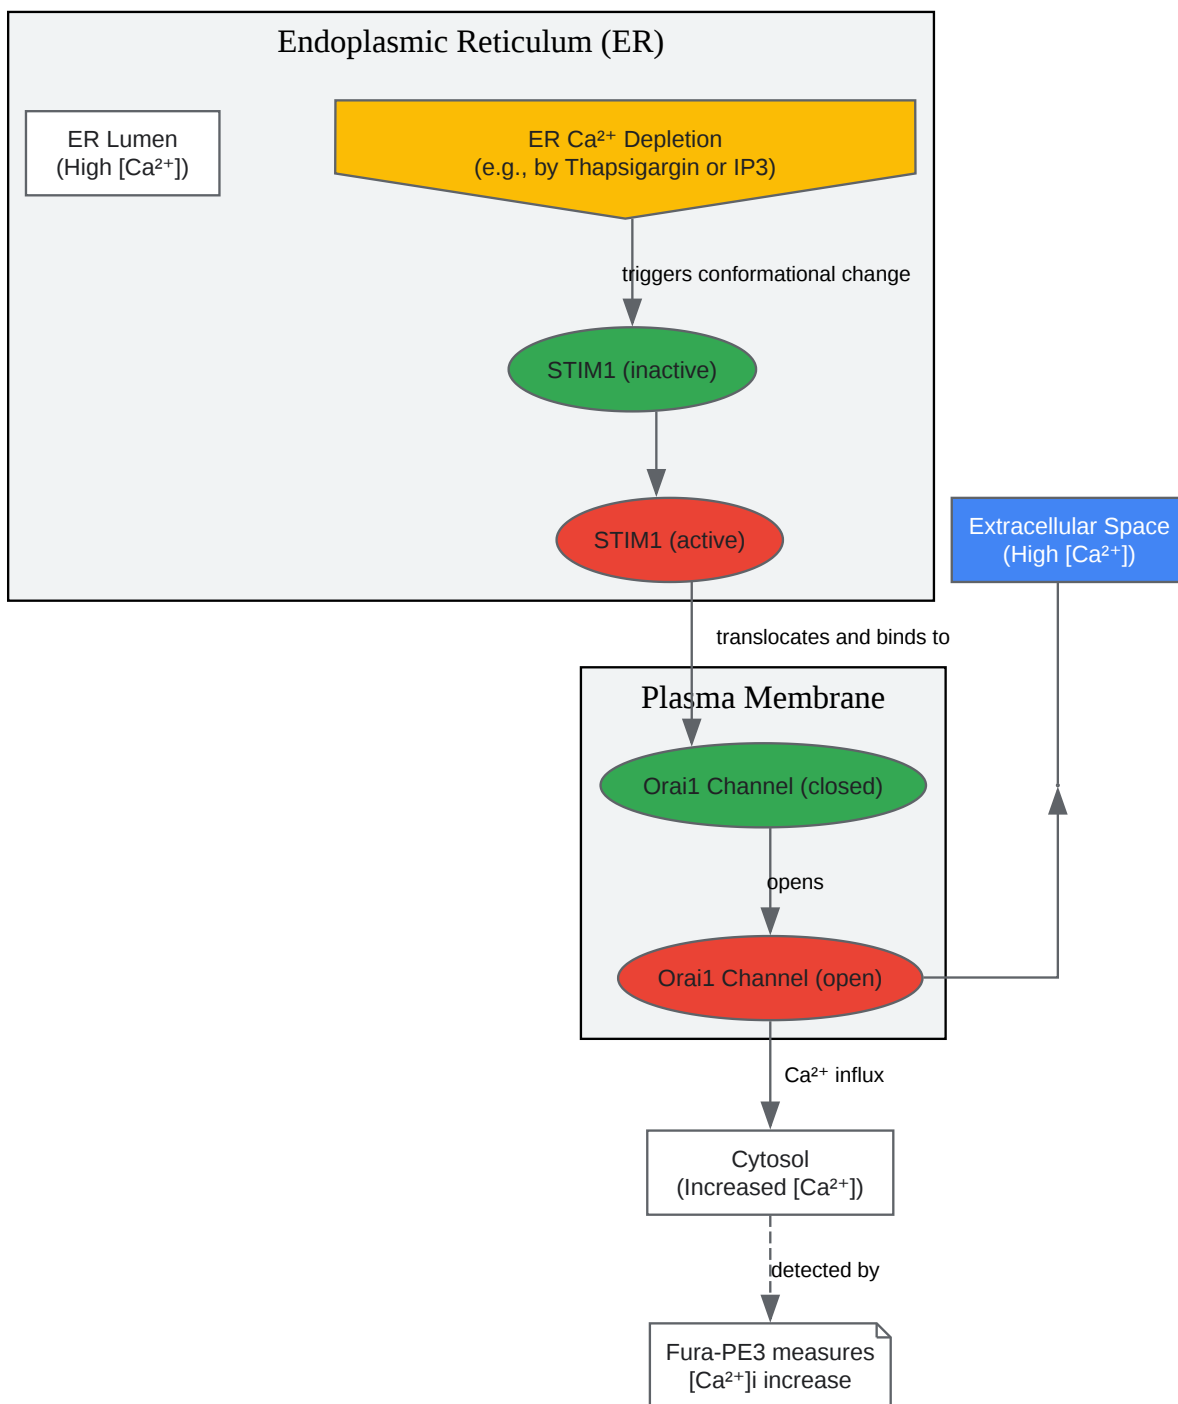 Endoplasmic Reticulum (ER)
ER Lumen
(High [Ca²⁺])
ER Ca²⁺ Depletion
(e.g., by Thapsigargin or IP3)
triggers conformational change
STIM1 (inactive)
STIM1 (active)
Extracellular Space
(High [Ca²⁺])
translocates and binds to
Plasma Membrane
Orai1 Channel (closed)
opens
Orai1 Channel (open)
Ca²⁺ influx
Cytosol
(Increased [Ca²⁺])
detected by
Fura-PE3 measures
[Ca²⁺]i increase